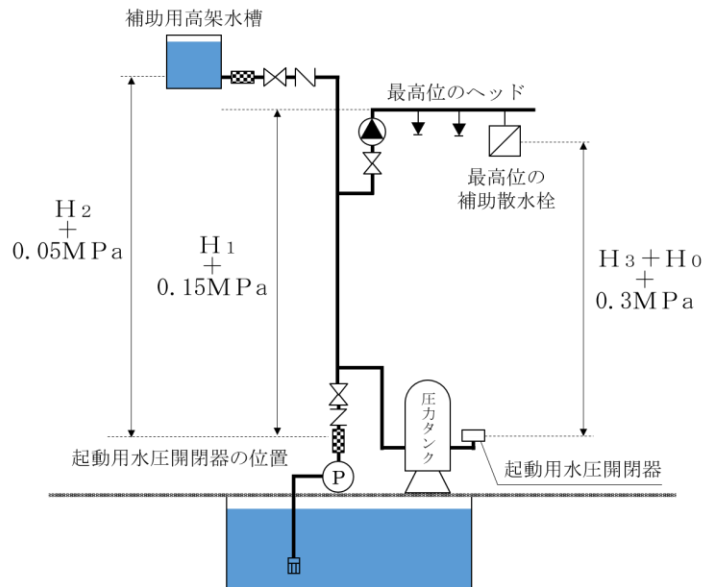 補助用高架水槽
最高位のヘッド
最高位の
補助散水栓
H₂
+
0.05MPa
H₁
+
0.15MPa
H₃+H₀
+
0.3MPa
圧力タンク
起動用水圧開閉器の位置
起動用水圧開閉器
P